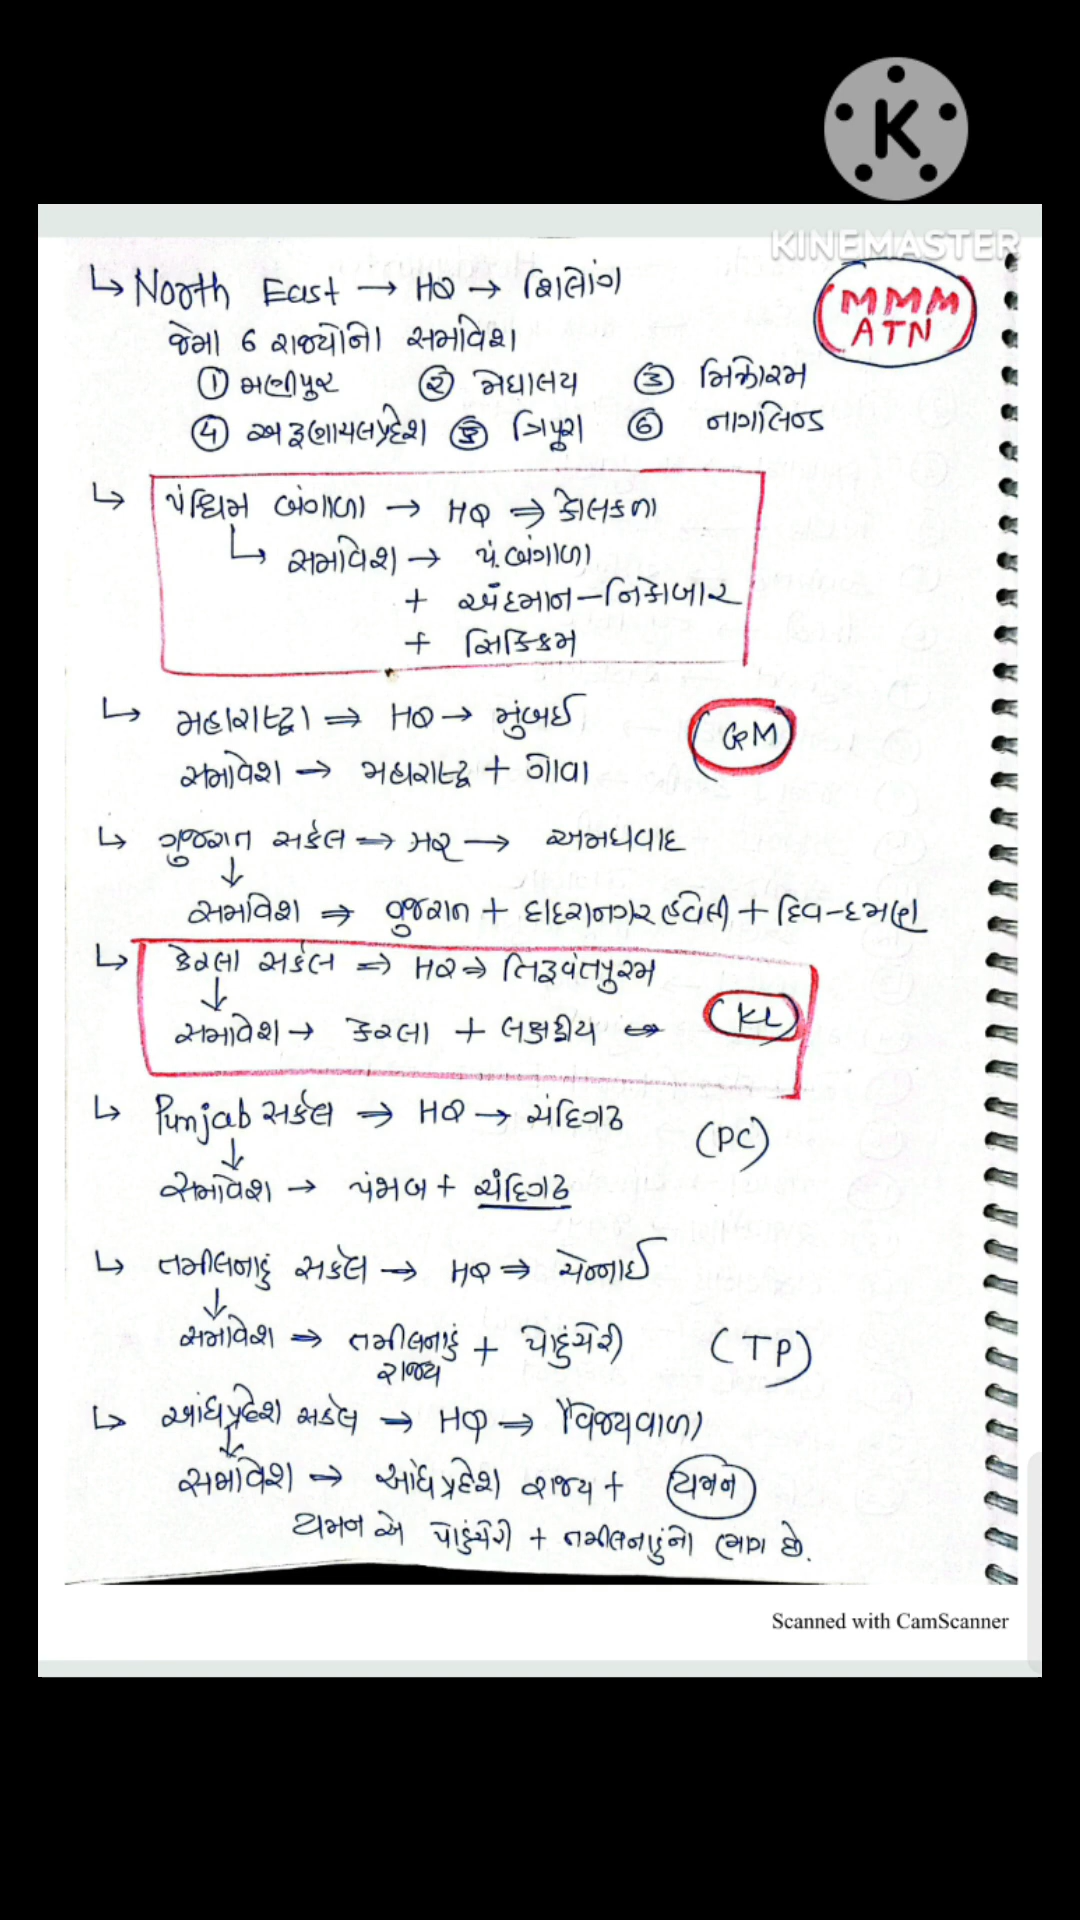 K
KINEMASTER
↳ North East → HQ → શિલોંગ
MMM
ATN
જેમા 6 રાજ્યોનો સમાવેશ
① મણીપુર ② મેઘાલય ③ મિઝોરમ
④ અરૂણાચલપ્રદેશ ⑤ ત્રિપુરા ⑥ નાગાલેન્ડ
↳ પશ્ચિમ બંગાળ → HQ ⇒ કોલકતા
↳ સમાવેશ → પં.બંગાળ
+ અંદમાન-નિકોબાર
+ સિક્કિમ
↳ મહારાષ્ટ્ર ⇒ HQ → મુંબઈ
GM
સમાવેશ → મહારાષ્ટ્ર + ગોવા
↳ ગુજરાત સર્કલ ⇒ HQ → અમદાવાદ
↓
સમાવેશ ⇒ ગુજરાત + દાદરાનગર હવેલી + દિવ-દમણ
↳ કેરલા સર્કલ ⇒ HQ ⇒ તિરૂવંતપુરમ
↓
સમાવેશ → કેરલા + લક્ષદ્વીપ ⇒ KL
↳ Punjab સર્કલ ⇒ HQ → ચંદિગઢ
(PC)
↓
સમાવેશ → પંજાબ + ચંદિગઢ
↳ તમીલનાડું સર્કલ → HQ ⇒ ચેન્નાઈ
↓
સમાવેશ ⇒ તમીલનાડું + પોડુંચેરી (TP)
રાજ્ય
↳ આંધ્રપ્રદેશ સર્કલ → HQ ⇒ વિજયવાળા
↓
સમાવેશ → આંધ્રપ્રદેશ રાજ્ય + યામન
યામન એ પોડુંચેરી + તમીલનાડુંનો ભાગ છે.
Scanned with CamScanner